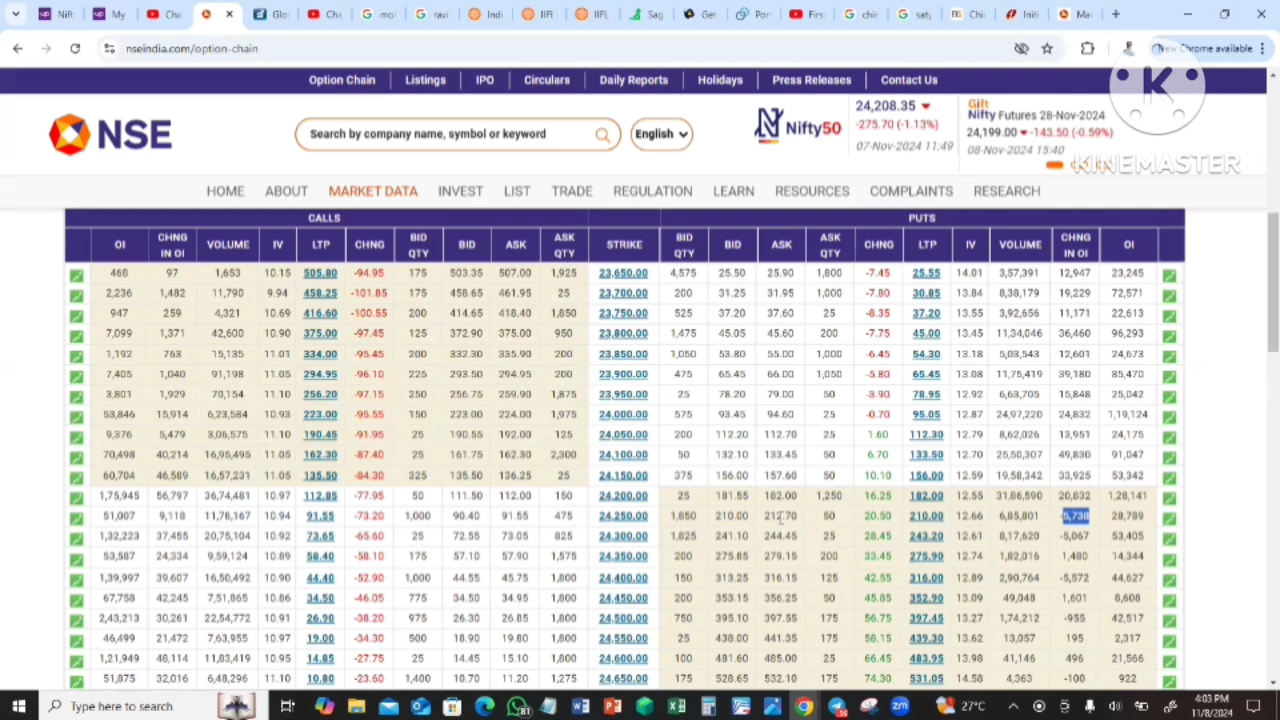 Nift
My
Cha
Glo
Cha
mo
ravi
Indi
IIFI
IIFL
Sag
Get
Por
First
chir
sat
Chi
Initi
Ma
nseindia.com/option-chain
New Chrome available
Option Chain Listings IPO Circulars Daily Reports Holidays Press Releases Contact Us
NSE
Search by company name, symbol or keyword
English
Nifty50
24,208.35
-275.70 (-1.13%)
07-Nov-2024 11:49
Gift
Nifty Futures 28-Nov-2024
24,199.00 -143.50 (-0.59%)
08-Nov-2024 15:40
K
KINEMASTER
HOME ABOUT MARKET DATA INVEST LIST TRADE REGULATION LEARN RESOURCES COMPLAINTS RESEARCH
CALLS PUTS
OI CHNG IN OI VOLUME IV LTP CHNG BID QTY BID ASK ASK QTY STRIKE BID QTY BID ASK ASK QTY CHNG LTP IV VOLUME CHNG IN OI OI
468 97 1,653 10.15 505.80 -94.95 175 503.35 507.00 1,925 23,650.00 4,575 25.50 25.90 1,800 -7.45 25.55 14.01 3,57,391 12,947 23,245
2,236 1,482 11,790 9.94 458.25 -101.85 175 458.65 461.95 25 23,700.00 200 31.25 31.95 1,000 -7.80 30.85 13.84 8,38,179 19,229 72,571
947 259 4,321 10.69 416.60 -100.55 200 414.65 418.40 1,850 23,750.00 525 37.20 37.60 25 -8.35 37.20 13.55 3,92,656 11,171 22,613
7,099 1,371 42,600 10.90 375.00 -97.45 125 372.90 375.00 950 23,800.00 1,475 45.05 45.60 200 -7.75 45.00 13.45 11,34,046 36,460 96,293
1,192 763 15,135 11.01 334.00 -95.45 200 332.30 335.90 200 23,850.00 1,050 53.80 55.00 1,000 -6.45 54.30 13.18 5,03,543 12,601 24,673
7,405 1,040 91,198 11.05 294.95 -96.10 225 293.50 294.95 200 23,900.00 475 65.45 66.00 1,050 -5.80 65.45 13.08 11,75,419 39,180 85,470
3,801 1,929 70,154 11.10 256.20 -97.15 250 256.75 259.90 1,875 23,950.00 25 78.20 79.00 50 -3.90 78.95 12.92 6,63,705 15,848 25,042
53,846 15,914 6,23,584 10.93 223.00 -95.55 150 223.00 224.00 1,975 24,000.00 575 93.45 94.60 25 -0.70 95.05 12.87 24,97,220 24,832 1,19,124
9,376 5,479 3,06,575 11.10 190.45 -91.95 25 190.55 192.00 125 24,050.00 200 112.20 112.70 25 1.60 112.30 12.79 8,62,026 13,951 24,175
70,498 40,214 16,95,495 11.05 162.30 -87.40 25 161.75 162.30 2,300 24,100.00 50 132.10 133.45 50 6.70 133.50 12.70 25,50,307 49,830 91,047
60,704 46,589 16,57,231 11.05 135.50 -84.30 325 135.50 136.25 25 24,150.00 375 156.00 157.60 50 10.10 156.00 12.59 19,58,342 33,925 53,342
1,75,945 56,797 36,74,481 10.97 112.85 -77.95 50 111.50 112.00 150 24,200.00 25 181.55 182.00 1,250 16.25 182.00 12.55 31,86,590 20,832 1,28,141
51,007 9,118 11,78,167 10.94 91.55 -73.20 1,000 90.40 91.55 475 24,250.00 1,850 210.00 50 20.50 210.00 12.66 6,85,801 -5,738 28,789
1,32,223 37,455 20,75,104 10.92 73.65 -65.60 25 72.55 73.05 825 24,300.00 1,825 241.10 244.45 25 28.45 243.20 12.61 8,17,620 -5,067 53,405
53,587 24,334 9,59,124 10.89 58.40 -58.10 175 57.10 57.90 1,575 24,350.00 200 275.85 279.15 200 33.45 275.90 12.74 1,82,016 1,480 14,344
1,39,997 39,607 16,50,492 10.90 44.40 -52.90 1,000 44.55 45.75 1,800 24,400.00 150 313.25 316.15 125 42.55 316.00 12.89 2,90,764 -5,572 44,627
67,758 42,245 7,51,865 10.86 34.50 -46.05 775 34.50 34.95 1,800 24,450.00 200 353.15 356.25 50 45.85 352.90 13.09 49,048 1,601 8,608
2,43,213 30,261 22,54,772 10.91 26.90 -38.20 975 26.30 26.85 1,800 24,500.00 750 395.10 397.55 175 56.75 397.45 13.27 1,74,212 -955 42,517
46,499 21,472 7,63,955 10.97 19.00 -34.30 500 18.90 19.80 1,800 24,550.00 25 438.00 441.35 175 58.15 439.30 13.62 13,057 195 2,317
1,21,949 48,114 11,83,419 10.95 14.85 -27.75 25 14.45 15.10 1,800 24,600.00 100 481.60 485.00 25 66.45 483.95 13.98 41,146 496 21,566
51,875 32,016 6,48,296 11.10 10.80 -23.60 1,400 10.70 11.20 1,275 24,650.00 175 528.65 532.10 175 74.30 531.05 14.58 4,363 -100 922
Type here to search
81
27°C
4:03 PM
11/8/2024